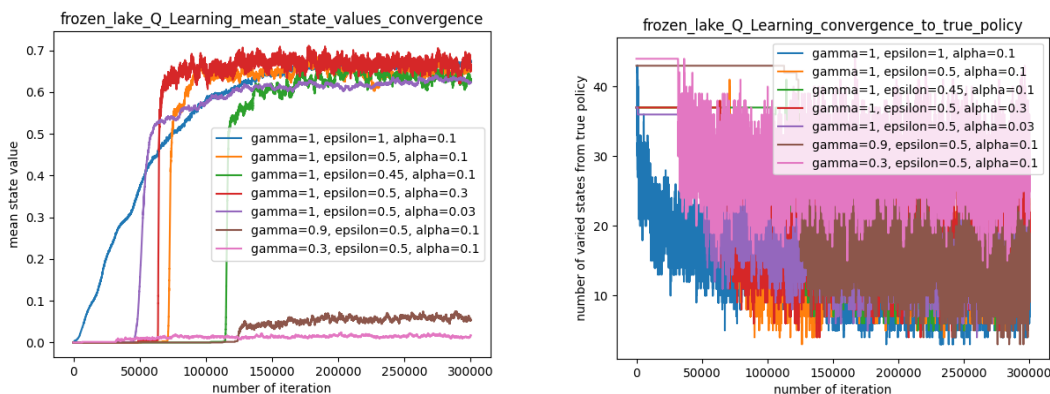 frozen_lake_Q_Learning_mean_state_values_convergence
mean state value
0.7
0.6
0.5
0.4
0.3
0.2
0.1
0.0
gamma=1, epsilon=1, alpha=0.1
gamma=1, epsilon=0.5, alpha=0.1
gamma=1, epsilon=0.45, alpha=0.1
gamma=1, epsilon=0.5, alpha=0.3
gamma=1, epsilon=0.5, alpha=0.03
gamma=0.9, epsilon=0.5, alpha=0.1
gamma=0.3, epsilon=0.5, alpha=0.1
0 50000 100000 150000 200000 250000 300000
number of iteration
frozen_lake_Q_Learning_convergence_to_true_policy
number of varied states from true policy
40
30
20
10
gamma=1, epsilon=1, alpha=0.1
gamma=1, epsilon=0.5, alpha=0.1
gamma=1, epsilon=0.45, alpha=0.1
gamma=1, epsilon=0.5, alpha=0.3
gamma=1, epsilon=0.5, alpha=0.03
gamma=0.9, epsilon=0.5, alpha=0.1
gamma=0.3, epsilon=0.5, alpha=0.1
0 50000 100000 150000 200000 250000 300000
number of iteration